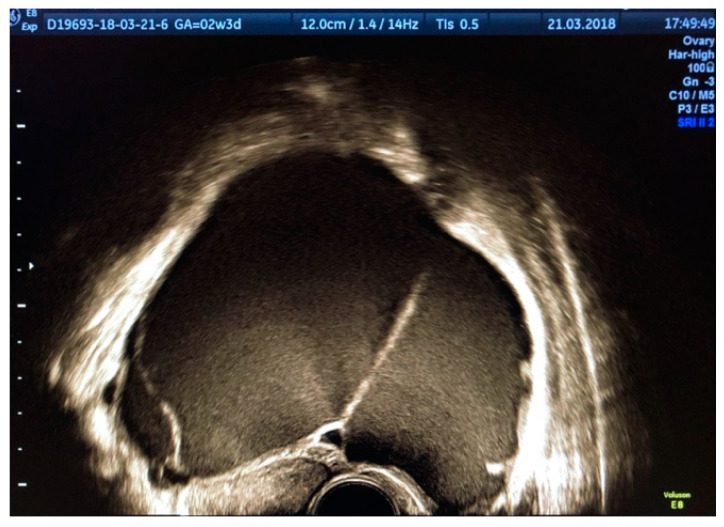 E8
Exp
D19693-18-03-21-6 GA=02w3d
12.0cm / 1.4 / 14Hz
TIs 0.5
21.03.2018
17:49:49
Ovary
Har-high
100
Gn -3
C10 / M5
P3 / E3
SRI II 2
Voluson
E8